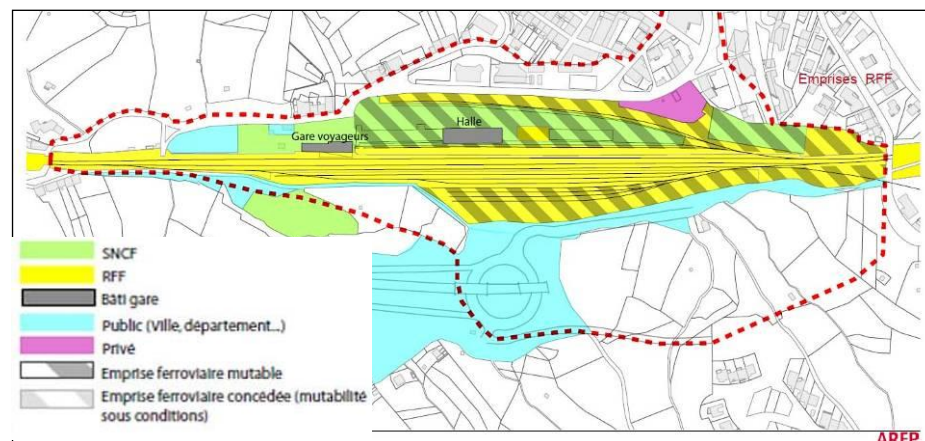 Emprises RFF
Halle
Gare voyageurs
SNCF
RFF
Bâti gare
Public (Ville, département...)
Privé
Emprise ferroviaire mutable
Emprise ferroviaire concédée (mutabilité
sous conditions)
AREP